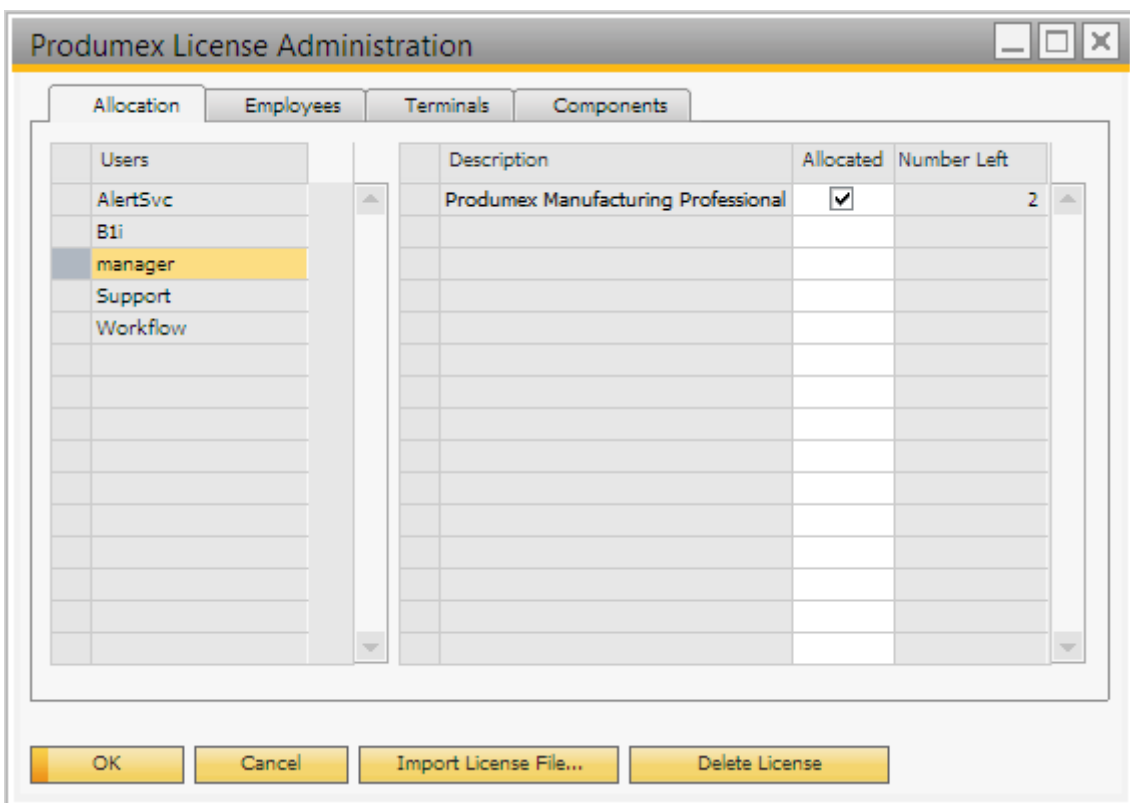 Produmex License Administration
Allocation Employees Terminals Components
Users Description Allocated Number Left
AlertSvc Produmex Manufacturing Professional 2
B1i
manager
Support
Workflow
OK Cancel Import License File... Delete License